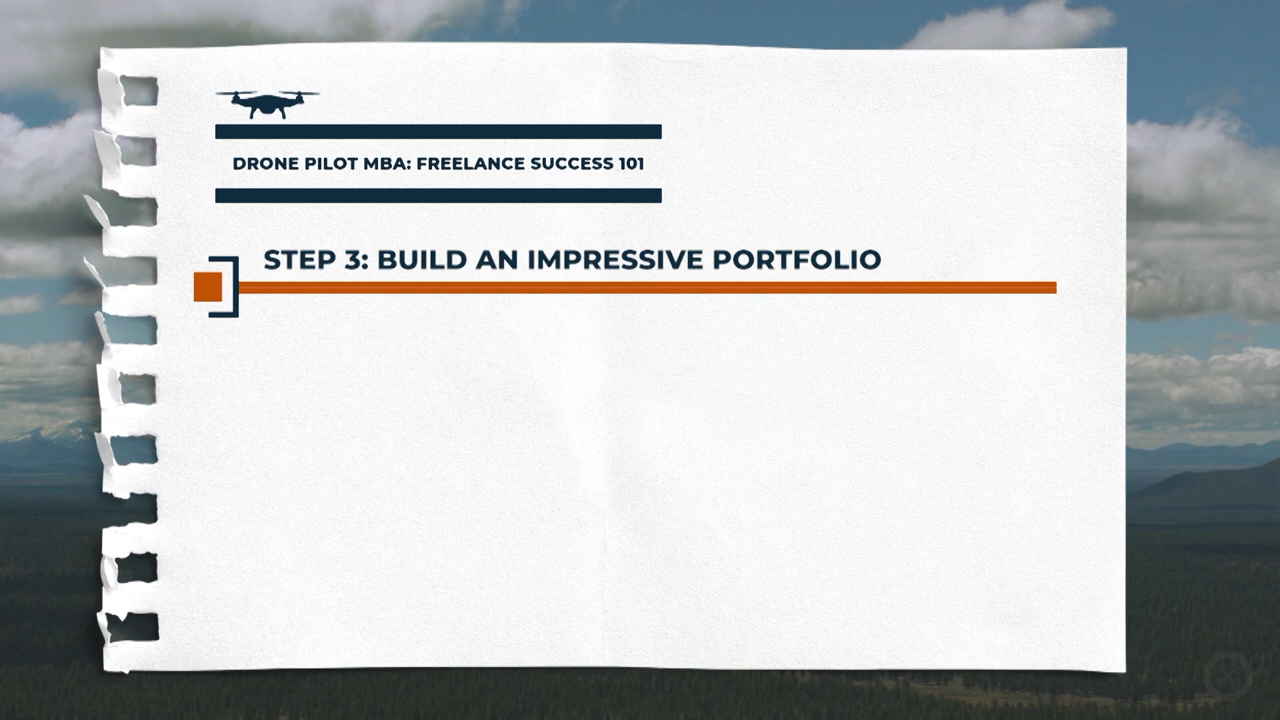 DRONE PILOT MBA: FREELANCE SUCCESS 101
STEP 3: BUILD AN IMPRESSIVE PORTFOLIO